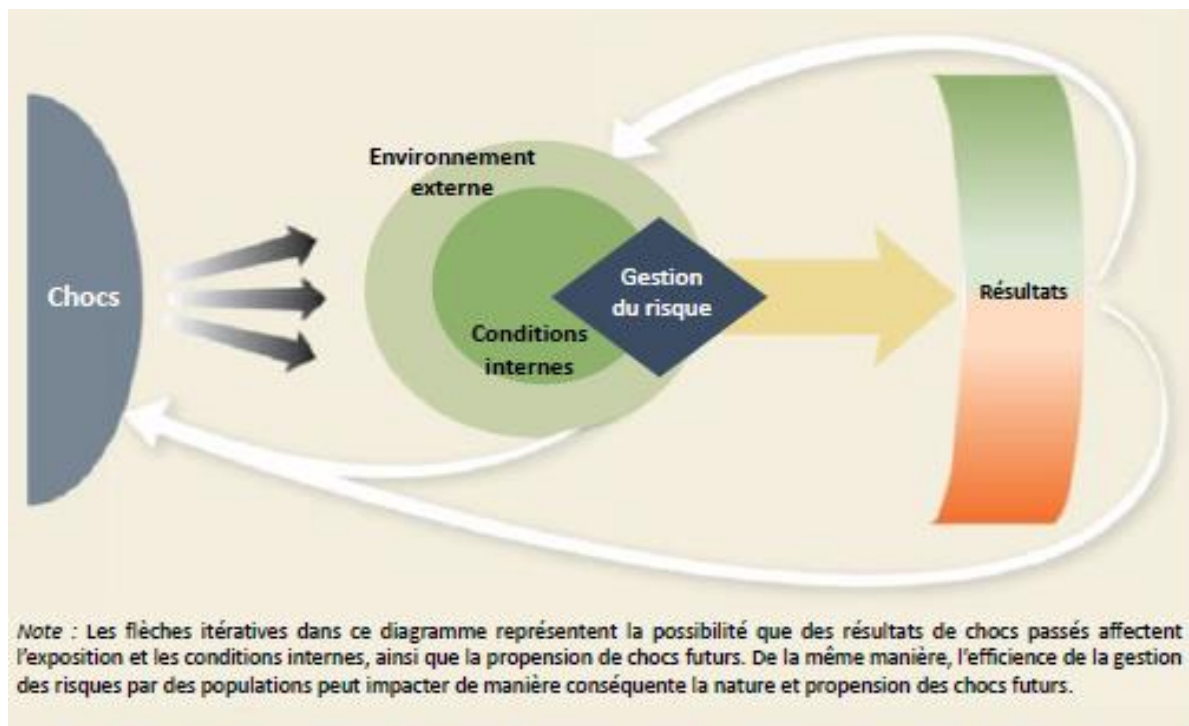 Environnement
externe
Chocs
Gestion
du risque
Résultats
Conditions
internes
Note : Les flèches itératives dans ce diagramme représentent la possibilité que des résultats de chocs passés affectent
l'exposition et les conditions internes, ainsi que la propension de chocs futurs. De la même manière, l'efficience de la gestion
des risques par des populations peut impacter de manière conséquente la nature et propension des chocs futurs.